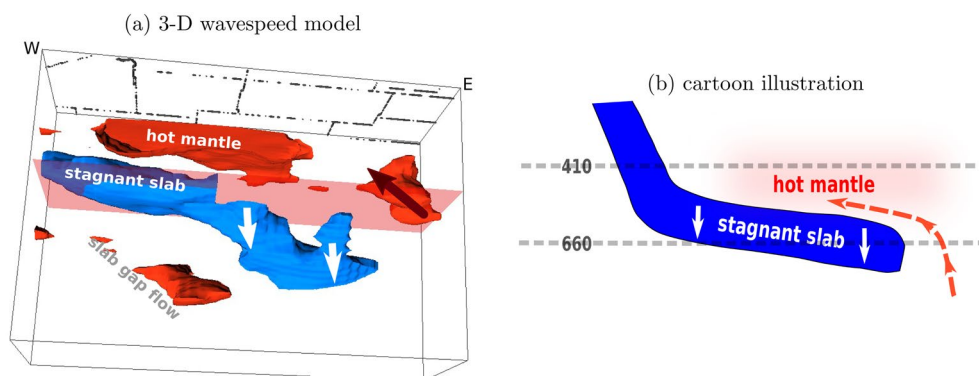 (a) 3-D wavespeed model
W
E
hot mantle
stagnant slab
slab gap flow
(b) cartoon illustration
410
hot mantle
stagnant slab
660